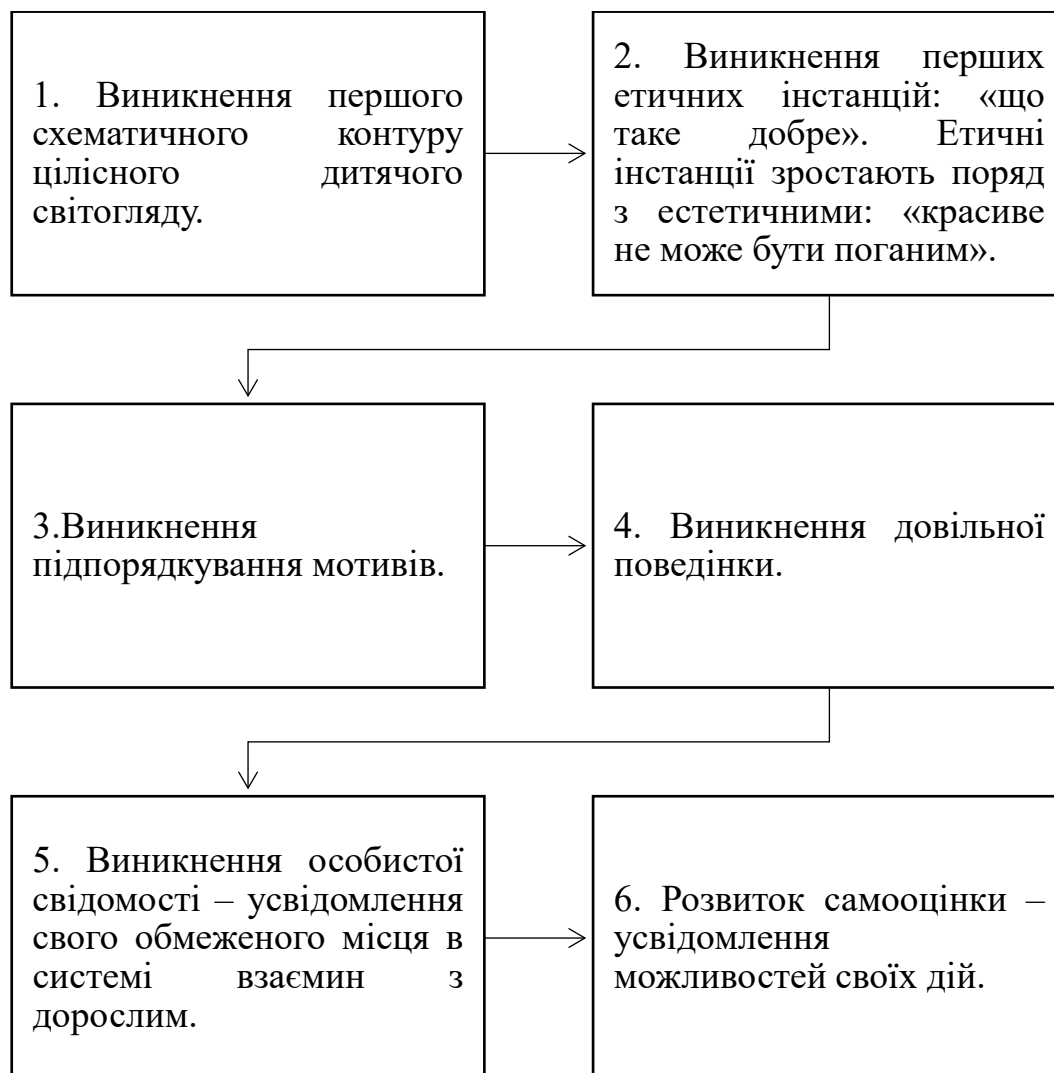 1. Виникнення першого
схематичного контуру
цілісного дитячого
світогляду.
2. Виникнення перших
етичних інстанцій: «що
таке добре». Етичні
інстанції зростають поряд
з естетичними: «красиве
не може бути поганим».
3.Виникнення
підпорядкування мотивів.
4. Виникнення довільної
поведінки.
5. Виникнення особистої
свідомості – усвідомлення
свого обмеженого місця в
системі взаємин з
дорослим.
6. Розвиток самооцінки –
усвідомлення
можливостей своїх дій.